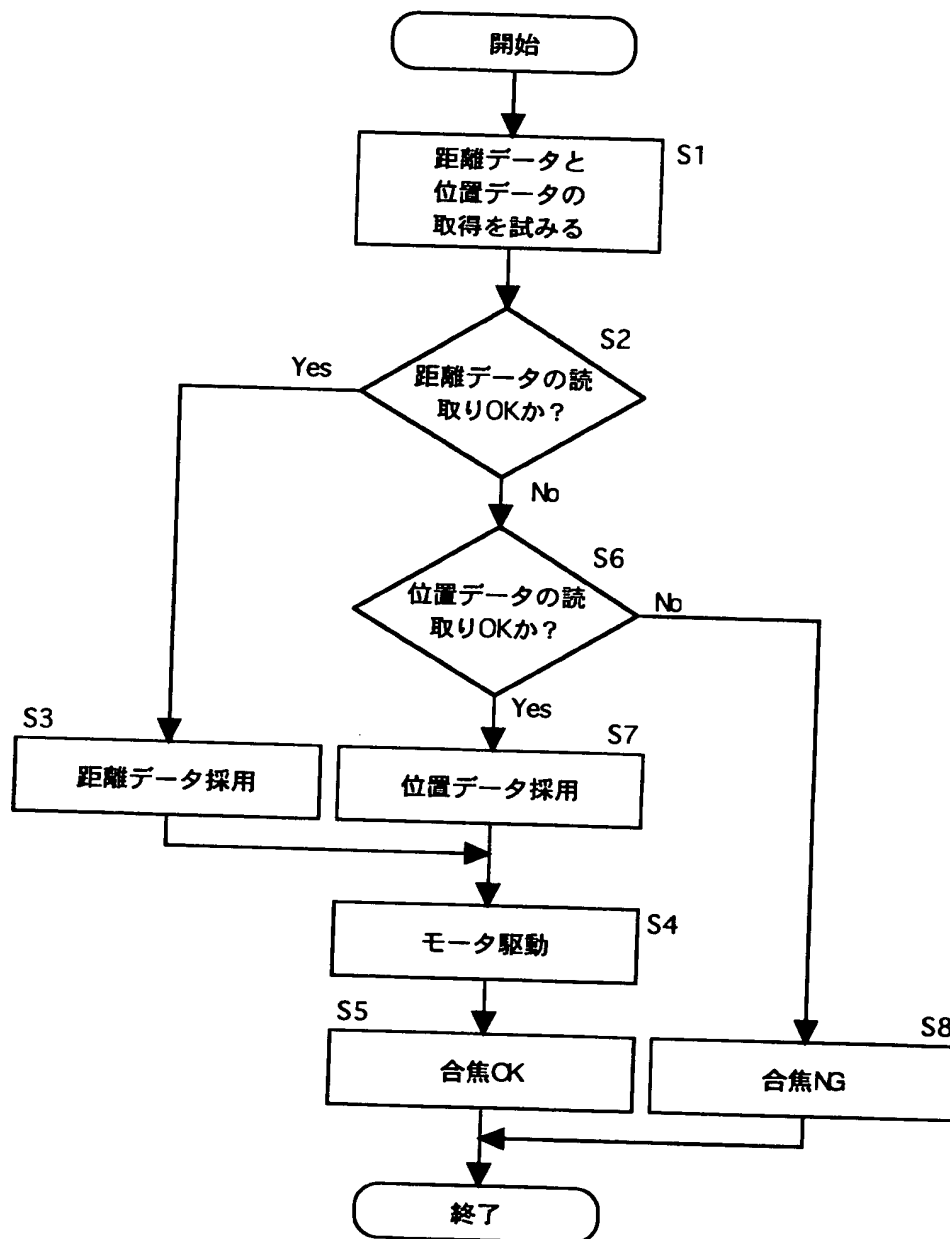 開始
S1
距離データと
位置データの
取得を試みる
S2
Yes
距離データの読
取りOKか？
No
S6
位置データの読
取りOKか？
No
Yes
S3
距離データ採用
S7
位置データ採用
S4
モータ駆動
S5
合焦OK
S8
合焦NG
終了